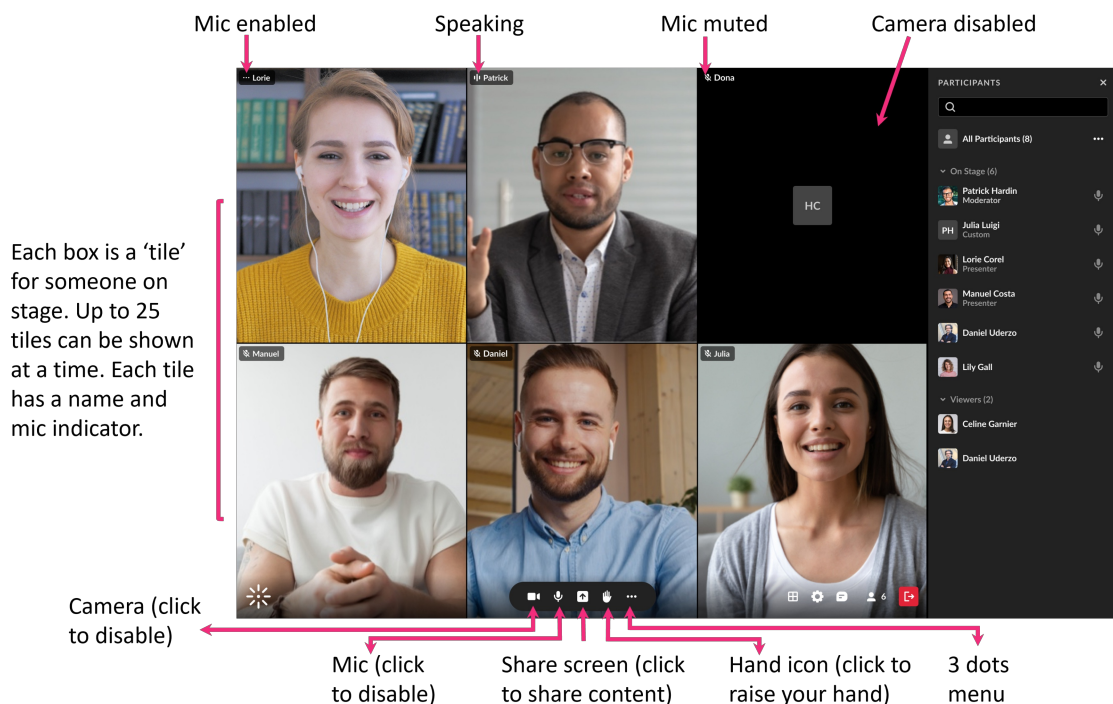 Mic enabled
Speaking
Mic muted
Camera disabled
Lorie
Patrick
Dona
HC
Manuel
Daniel
Julia
6
PARTICIPANTS
All Participants (8)
On Stage (6)
Patrick Hardin
Moderator
PH
Julia Luigi
Custom
Lorie Corel
Presenter
Manuel Costa
Presenter
Daniel Uderzo
Lily Gall
Viewers (2)
Celine Garnier
Daniel Uderzo
Each box is a ‘tile’
for someone on
stage. Up to 25
tiles can be shown
at a time. Each tile
has a name and
mic indicator.
Camera (click
to disable)
Mic (click
to disable)
Share screen (click
to share content)
Hand icon (click to
raise your hand)
3 dots
menu